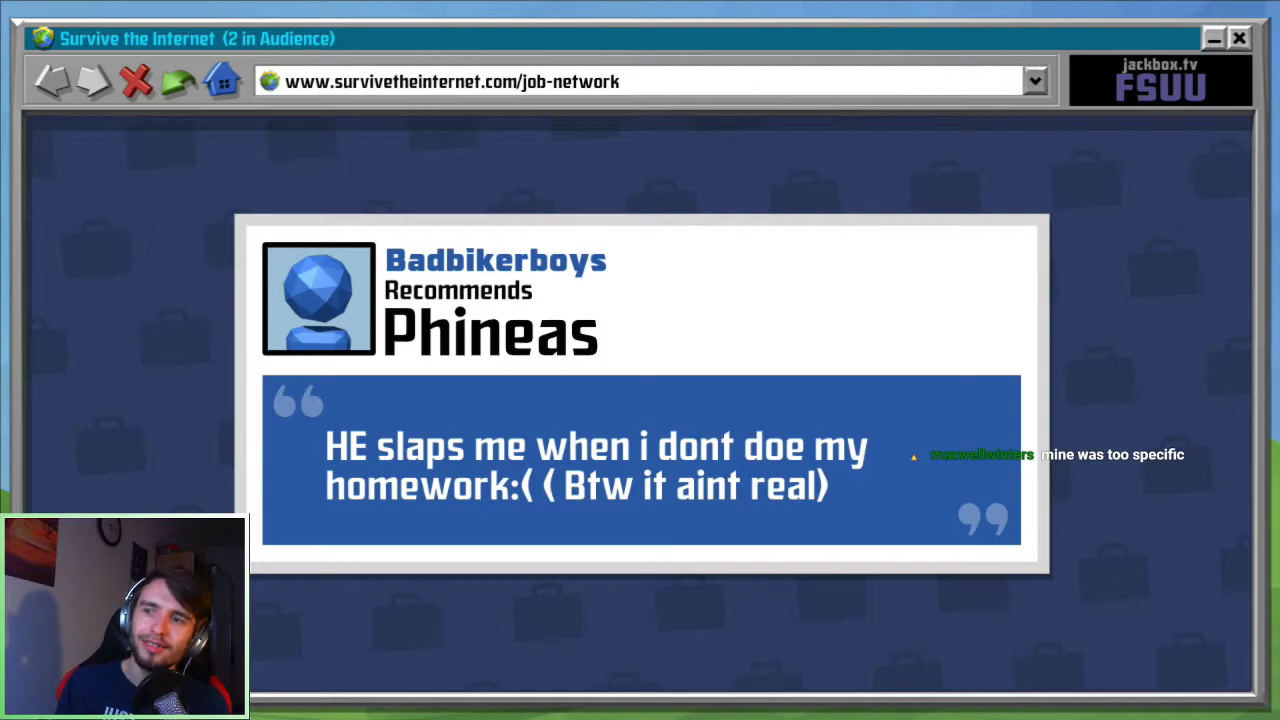 Survive the Internet (2 in Audience)
www.survivetheinternet.com/job-network
jackbox.tv
FSUU
Badbikerboys
Recommends
Phineas
“
HE slaps me when i dont doe my
homework:( ( Btw it aint real)
”
maxwellwinters mine was too specific